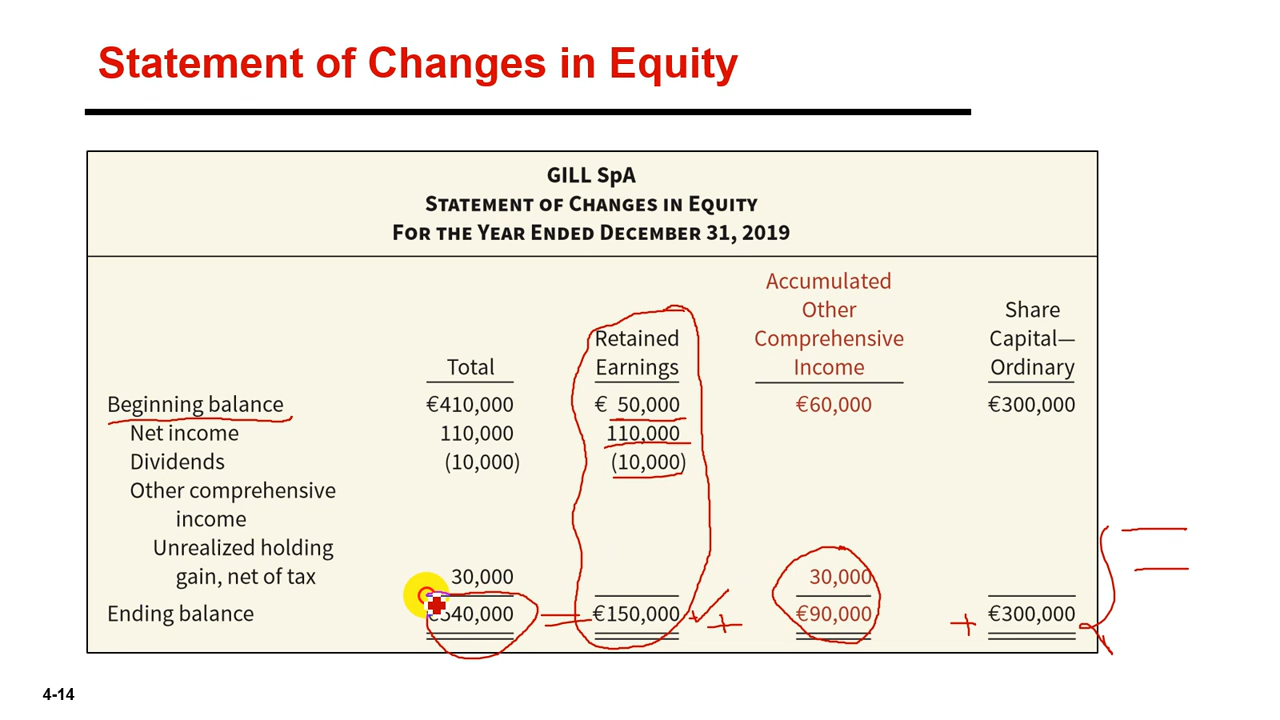 Statement of Changes in Equity
GILL SpA
STATEMENT OF CHANGES IN EQUITY
FOR THE YEAR ENDED DECEMBER 31, 2019
Accumulated
Other Share
Retained Comprehensive Capital—
Total Earnings Income Ordinary
Beginning balance €410,000 € 50,000 €60,000 €300,000
Net income 110,000 110,000
Dividends (10,000) (10,000)
Other comprehensive
income
Unrealized holding
gain, net of tax 30,000 30,000
Ending balance €540,000 = €150,000 + €90,000 + €300,000
4-14